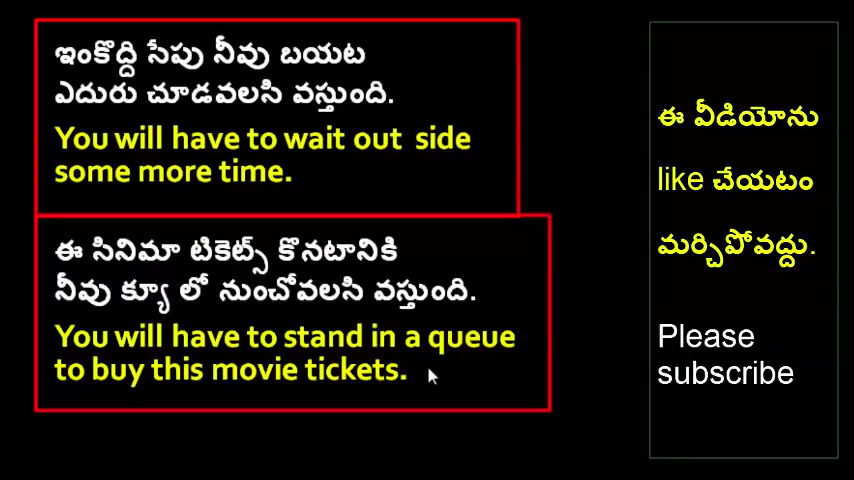 ఇంకొద్ది సేపు నీవు బయట
ఎదురు చూడవలసి వస్తుంది.
You will have to wait out side
some more time.
ఈ సినిమా టికెట్స్ కొనటానికి
నీవు క్యూ లో నుంచోవలసి వస్తుంది.
You will have to stand in a queue
to buy this movie tickets.
ఈ వీడియోను
like చేయటం
మర్చిపోవద్దు.
Please
subscribe